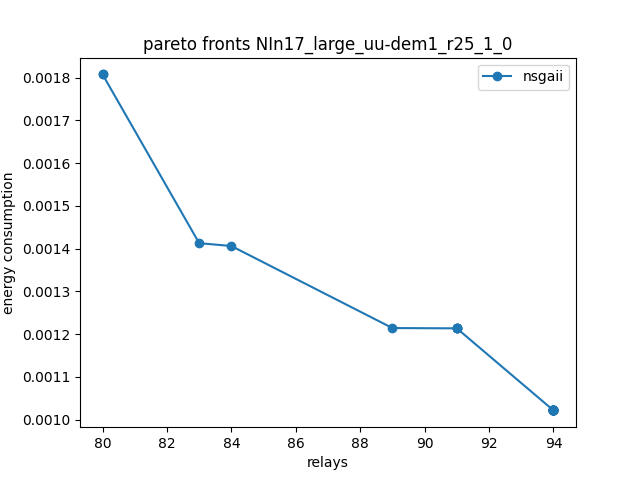 pareto fronts NIn17_large_uu-dem1_r25_1_0
nsgaii
energy consumption
0.0018
0.0017
0.0016
0.0015
0.0014
0.0013
0.0012
0.0011
0.0010
80 82 84 86 88 90 92 94
relays